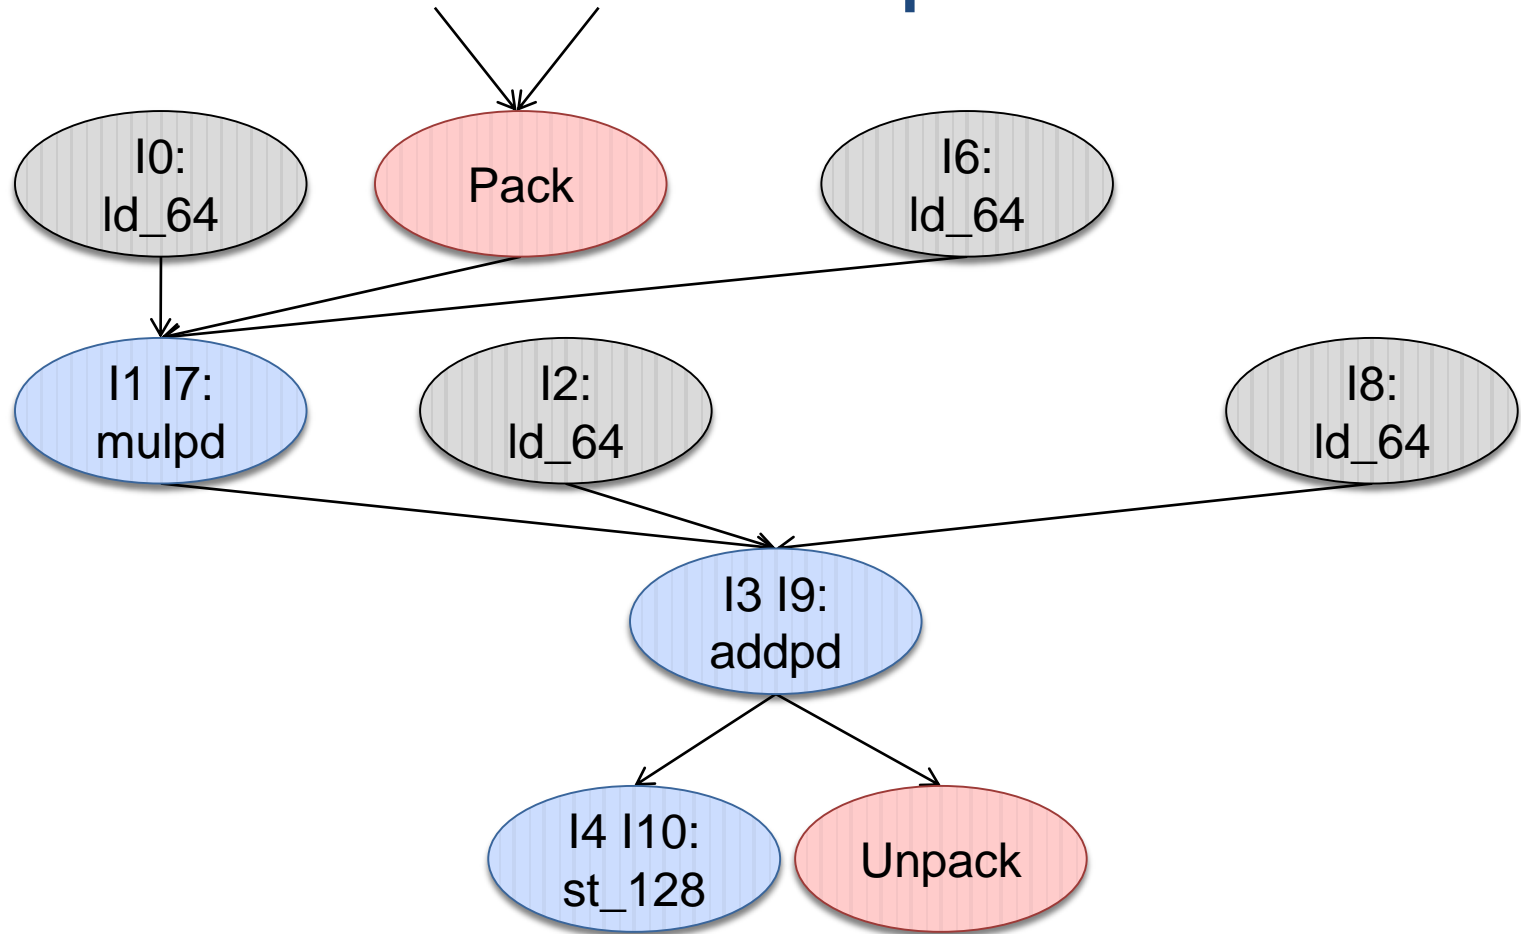 I0:
ld_64
Pack
I6:
ld_64
I1 I7:
mulpd
I2:
ld_64
I8:
ld_64
I3 I9:
addpd
I4 I10:
st_128
Unpack